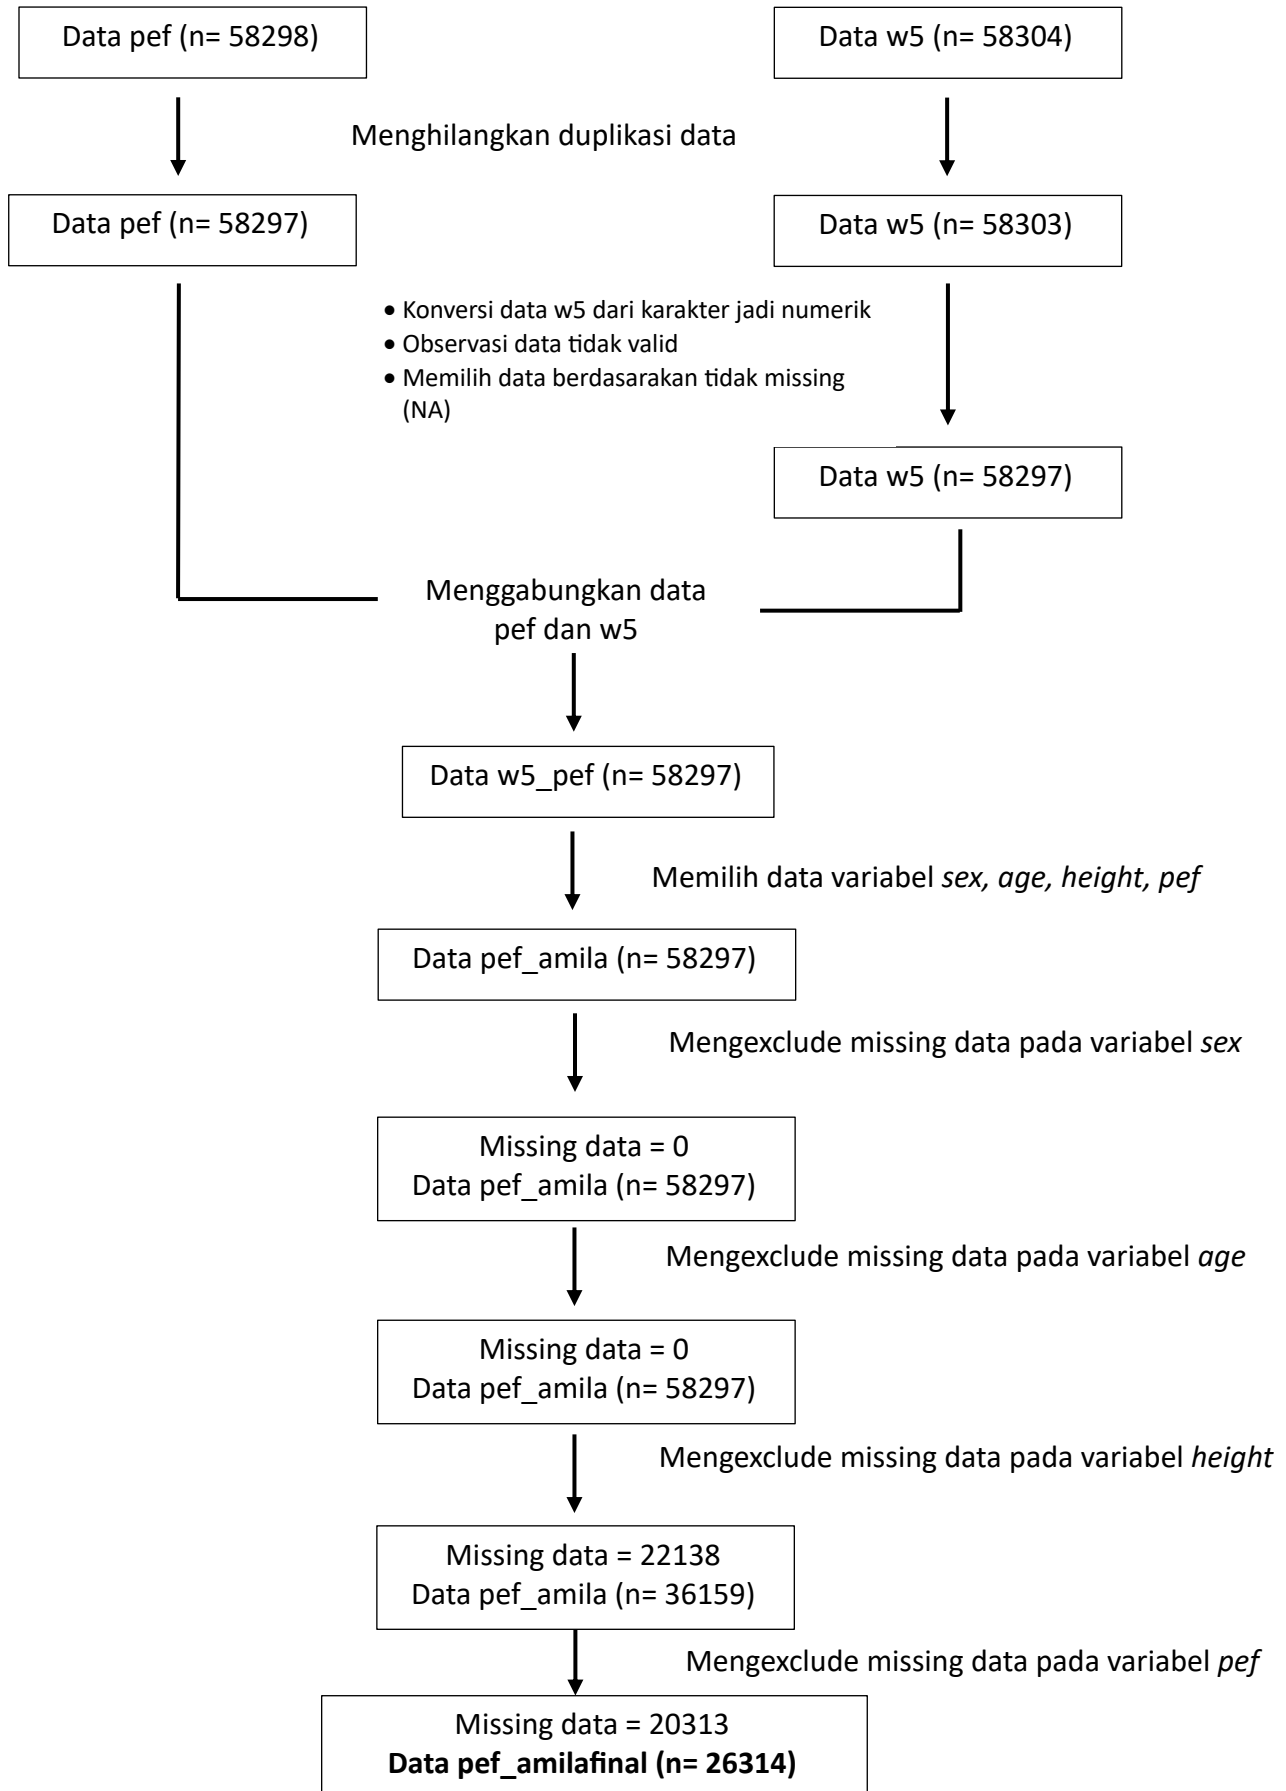 Data pef (n= 58298)
Data w5 (n= 58304)
Menghilangkan duplikasi data
Data pef (n= 58297)
Data w5 (n= 58303)
• Konversi data w5 dari karakter jadi numerik
• Observasi data tidak valid
• Memilih data berdasarakan tidak missing
(NA)
Data w5 (n= 58297)
Menggabungkan data
pef dan w5
Data w5_pef (n= 58297)
Memilih data variabel sex, age, height, pef
Data pef_amila (n= 58297)
Mengexclude missing data pada variabel sex
Missing data = 0
Data pef_amila (n= 58297)
Mengexclude missing data pada variabel age
Missing data = 0
Data pef_amila (n= 58297)
Mengexclude missing data pada variabel height
Missing data = 22138
Data pef_amila (n= 36159)
Mengexclude missing data pada variabel pef
Missing data = 20313
Data pef_amilafinal (n= 26314)